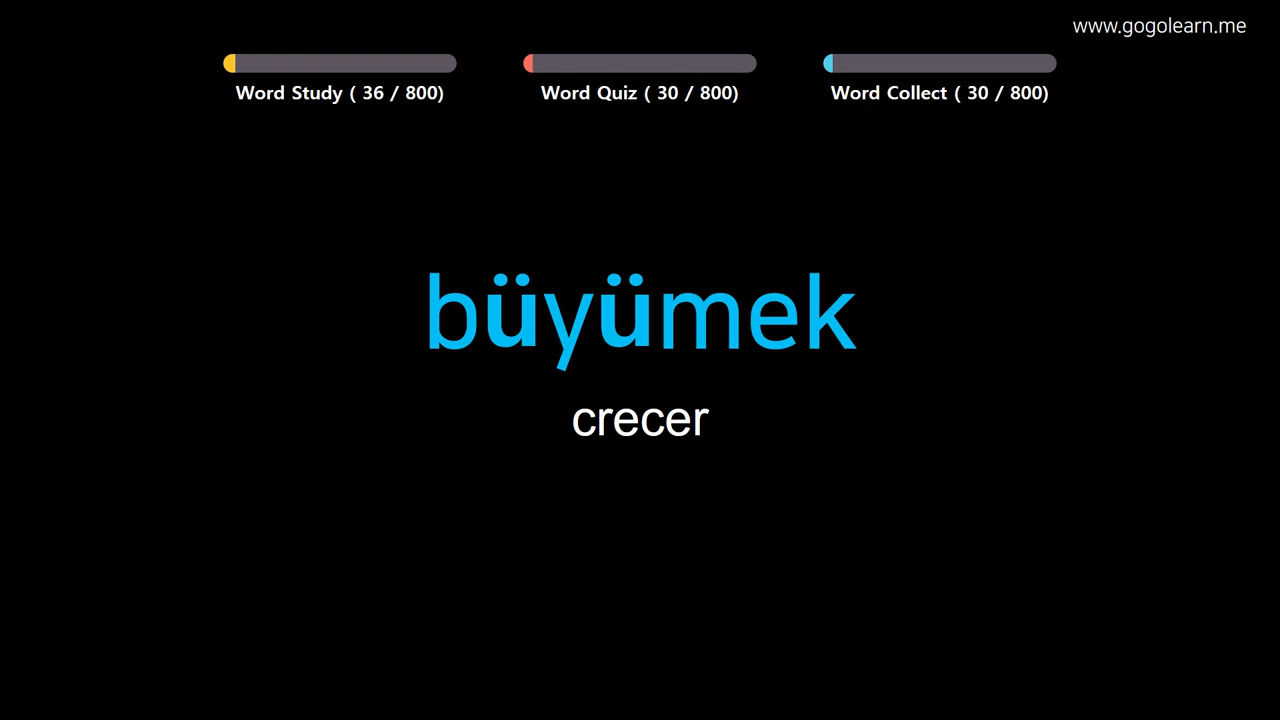 www.gogolearn.me
Word Study ( 36 / 800)
Word Quiz ( 30 / 800)
Word Collect ( 30 / 800)
büyümek
crecer